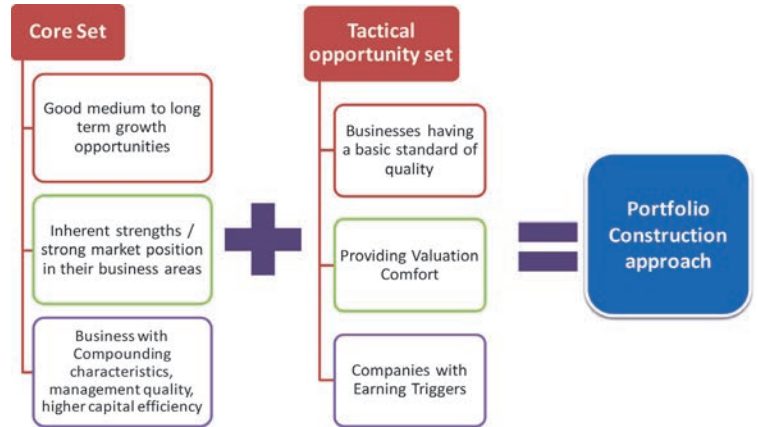 Core Set
Good medium to long
term growth
opportunities
Inherent strengths /
strong market position
in their business areas
Business with
Compounding
characteristics,
management quality,
higher capital efficiency
Tactical
opportunity set
Businesses having
a basic standard of
quality
Providing Valuation
Comfort
Companies with
Earning Triggers
Portfolio
Construction
approach